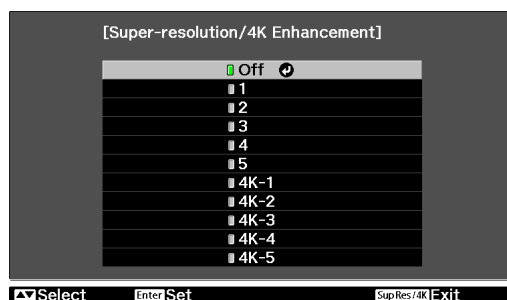 [Super-resolution/4K Enhancement]
Off
1
2
3
4
5
4K-1
4K-2
4K-3
4K-4
4K-5
Select Enter Set SupRes/4K Exit